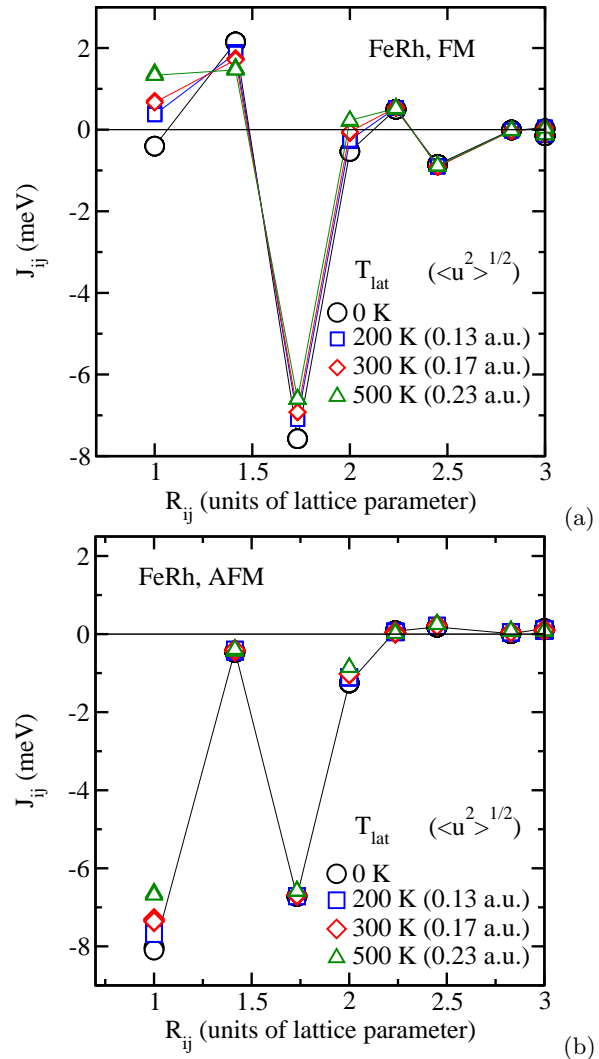 2
0
-2
-4
-6
-8
J_ij (meV)
FeRh, FM
T_lat (<u^2>^1/2)
0 K
200 K (0.13 a.u.)
300 K (0.17 a.u.)
500 K (0.23 a.u.)
1 1.5 2 2.5 3
R_ij (units of lattice parameter)
(a)
2
0
-2
-4
-6
-8
J_ij (meV)
FeRh, AFM
T_lat (<u^2>^1/2)
0 K
200 K (0.13 a.u.)
300 K (0.17 a.u.)
500 K (0.23 a.u.)
1 1.5 2 2.5 3
R_ij (units of lattice parameter)
(b)